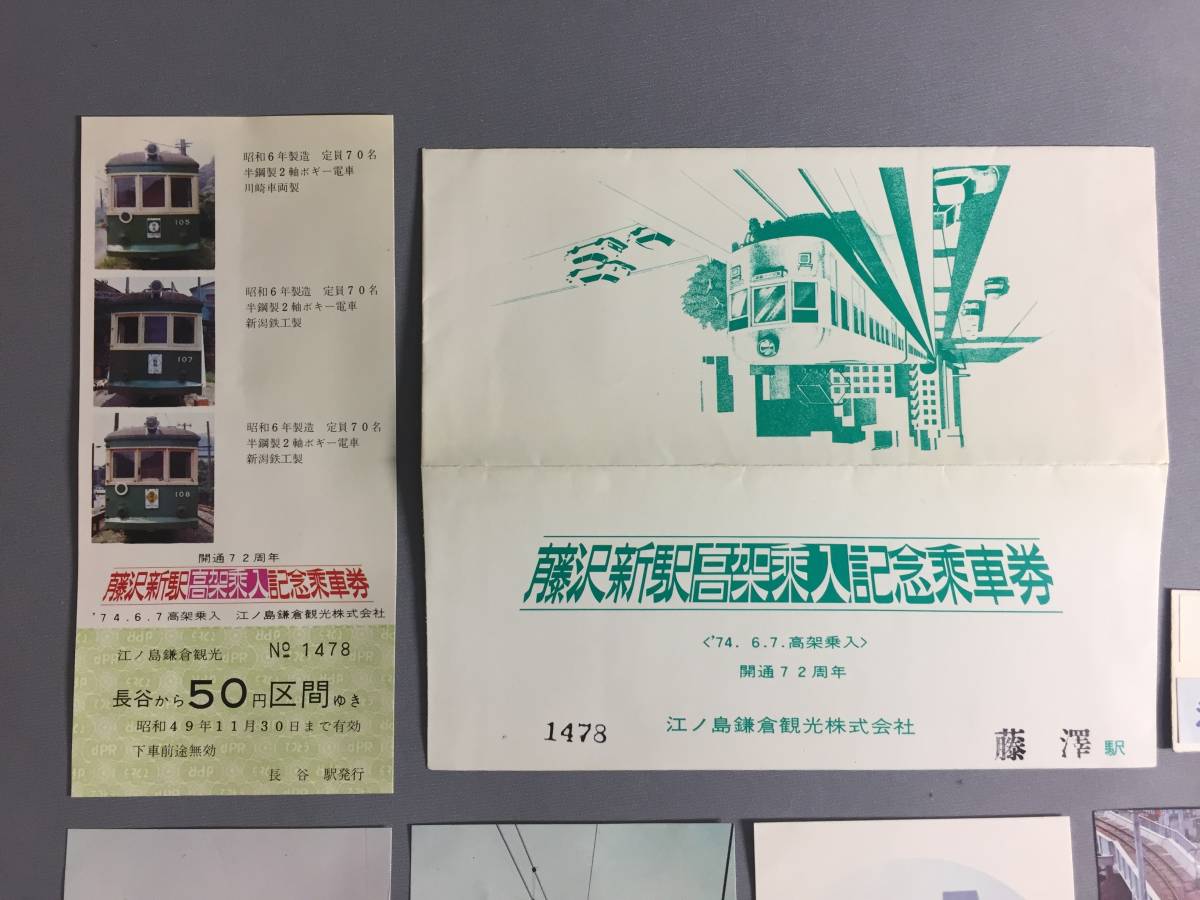 昭和6年製造 定員70名
半鋼製2軸ボギー電車
川崎車両製
105
昭和6年製造 定員70名
半鋼製2軸ボギー電車
新潟鉄工製
107
昭和6年製造 定員70名
半鋼製2軸ボギー電車
新潟鉄工製
108
開通72周年
藤沢新駅高架乗入記念乗車券
'74.6.7高架乗入 江ノ島鎌倉観光株式会社
江ノ島鎌倉観光 № 1478
長谷から50円区間ゆき
昭和49年11月30日まで有効
下車前途無効
長谷駅発行
藤沢新駅高架乗入記念乗車券
<'74. 6.7.高架乗入>
開通72周年
1478 江ノ島鎌倉観光株式会社
藤澤駅